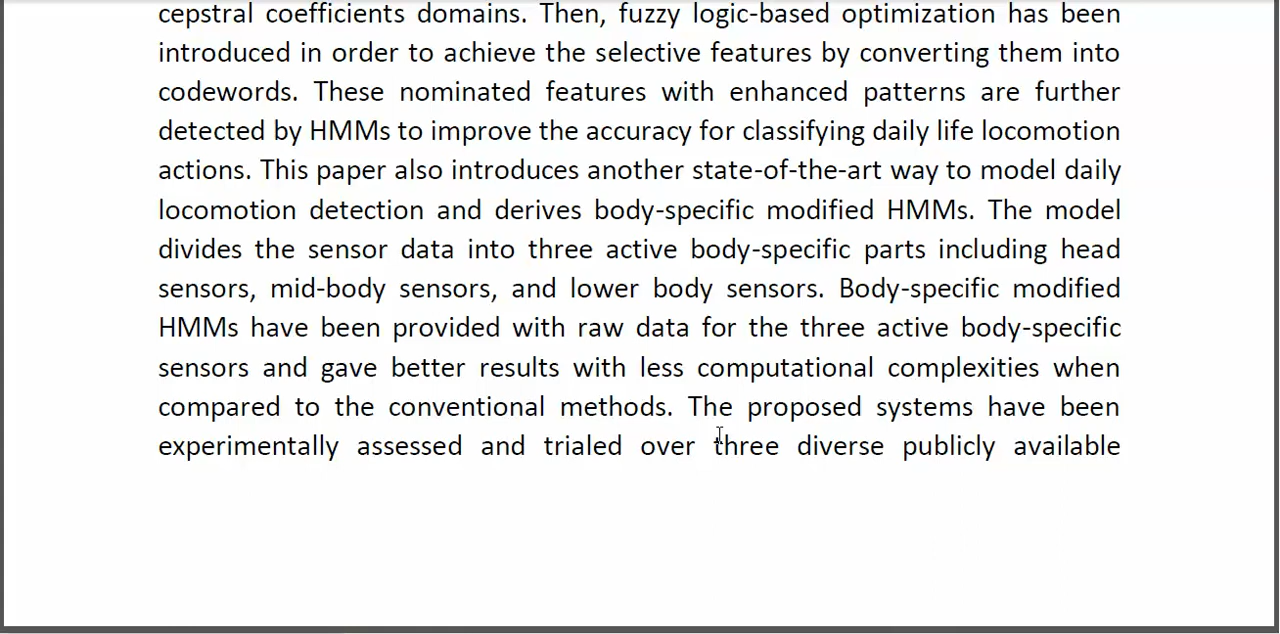 cepstral coefficients domains. Then, fuzzy logic-based optimization has been
introduced in order to achieve the selective features by converting them into
codewords. These nominated features with enhanced patterns are further
detected by HMMs to improve the accuracy for classifying daily life locomotion
actions. This paper also introduces another state-of-the-art way to model daily
locomotion detection and derives body-specific modified HMMs. The model
divides the sensor data into three active body-specific parts including head
sensors, mid-body sensors, and lower body sensors. Body-specific modified
HMMs have been provided with raw data for the three active body-specific
sensors and gave better results with less computational complexities when
compared to the conventional methods. The proposed systems have been
experimentally assessed and trialed over three diverse publicly available